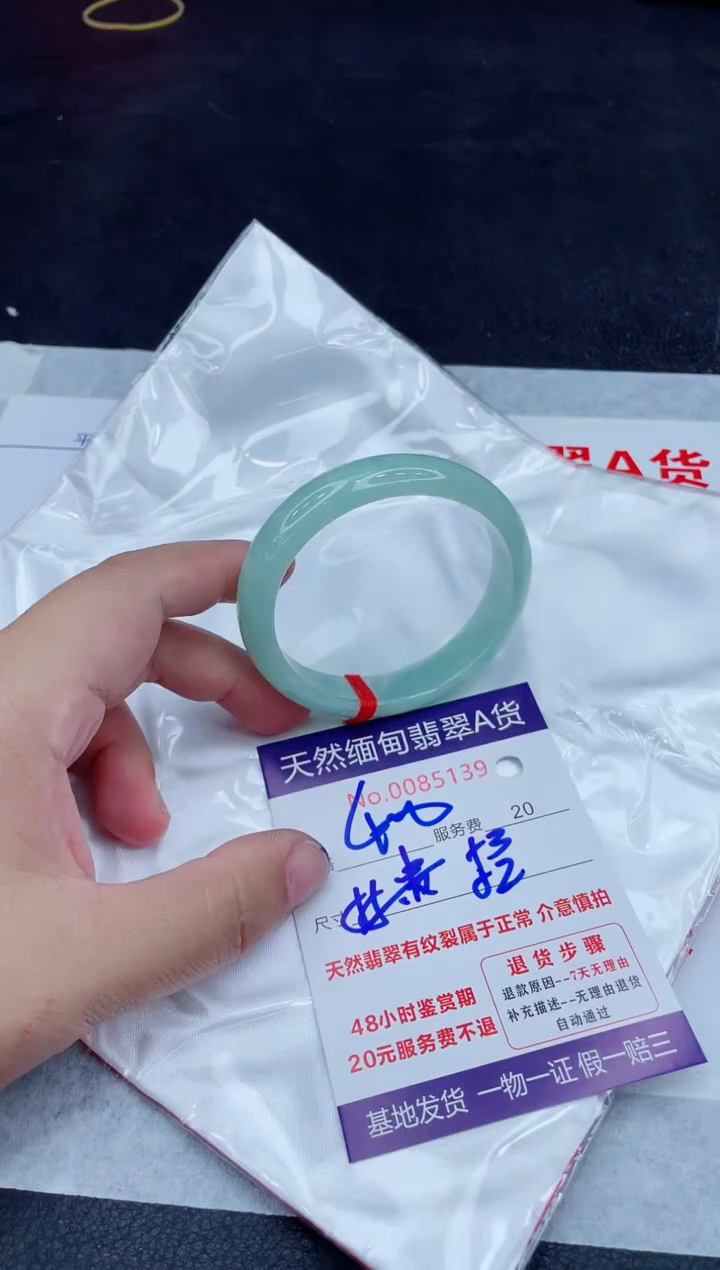 翡翠A货
天然缅甸翡翠A货
No.0085139
服务费 20
尺寸
天然翡翠有纹裂属于正常 介意慎拍
48小时鉴赏期
20元服务费不退
退货步骤
退款原因--7天无理由
补充描述--无理由退货
自动通过
基地发货 一物一证 假一赔三